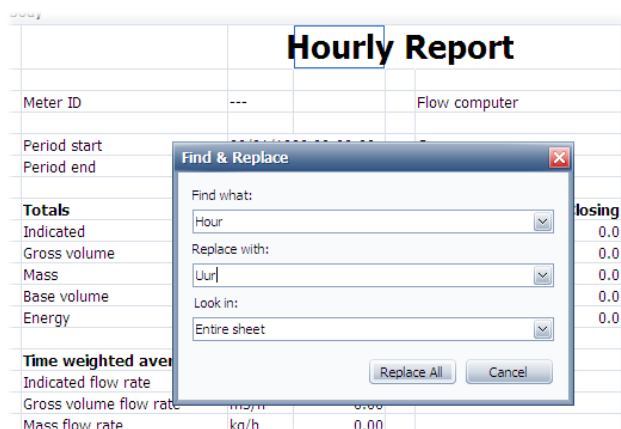 Hourly Report
Meter ID --- Flow computer
Period start
Period end
Find & Replace
Find what:
Hour
Replace with:
Uur
Look in:
Entire sheet
Replace All Cancel
Totals
Indicated 0.0
Gross volume 0.0
Mass 0.0
Base volume 0.0
Energy 0.0
Time weighted
Indicated flow rate
Gross volume flow rate 0.00
Mass flow rate kg/h 0.00